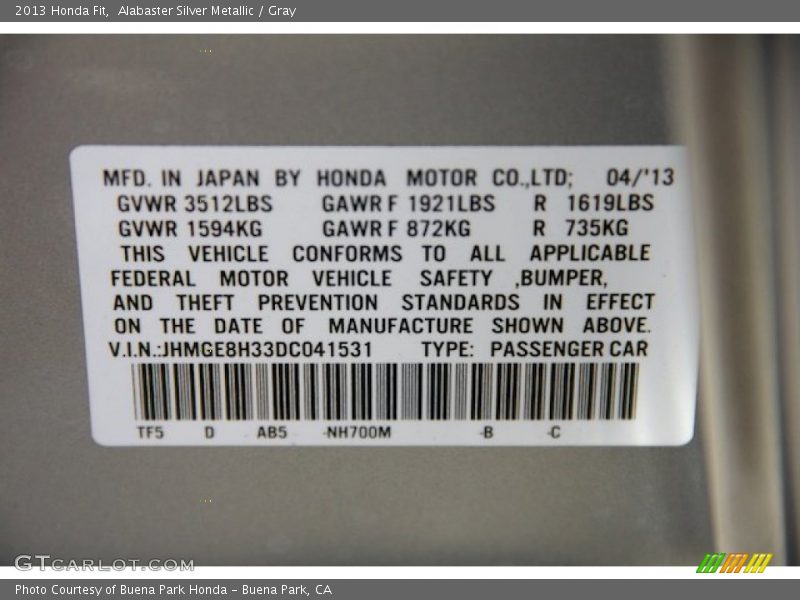 2013 Honda Fit, Alabaster Silver Metallic / Gray
MFD. IN JAPAN BY HONDA MOTOR CO.,LTD; 04/'13
GVWR 3512LBS GAWR F 1921LBS R 1619LBS
GVWR 1594KG GAWR F 872KG R 735KG
THIS VEHICLE CONFORMS TO ALL APPLICABLE
FEDERAL MOTOR VEHICLE SAFETY ,BUMPER,
AND THEFT PREVENTION STANDARDS IN EFFECT
ON THE DATE OF MANUFACTURE SHOWN ABOVE.
V.I.N.:JHMGE8H33DC041531 TYPE: PASSENGER CAR
TF5 D AB5 -NH700M -B -C
GTCARLOT.COM
Photo Courtesy of Buena Park Honda – Buena Park, CA